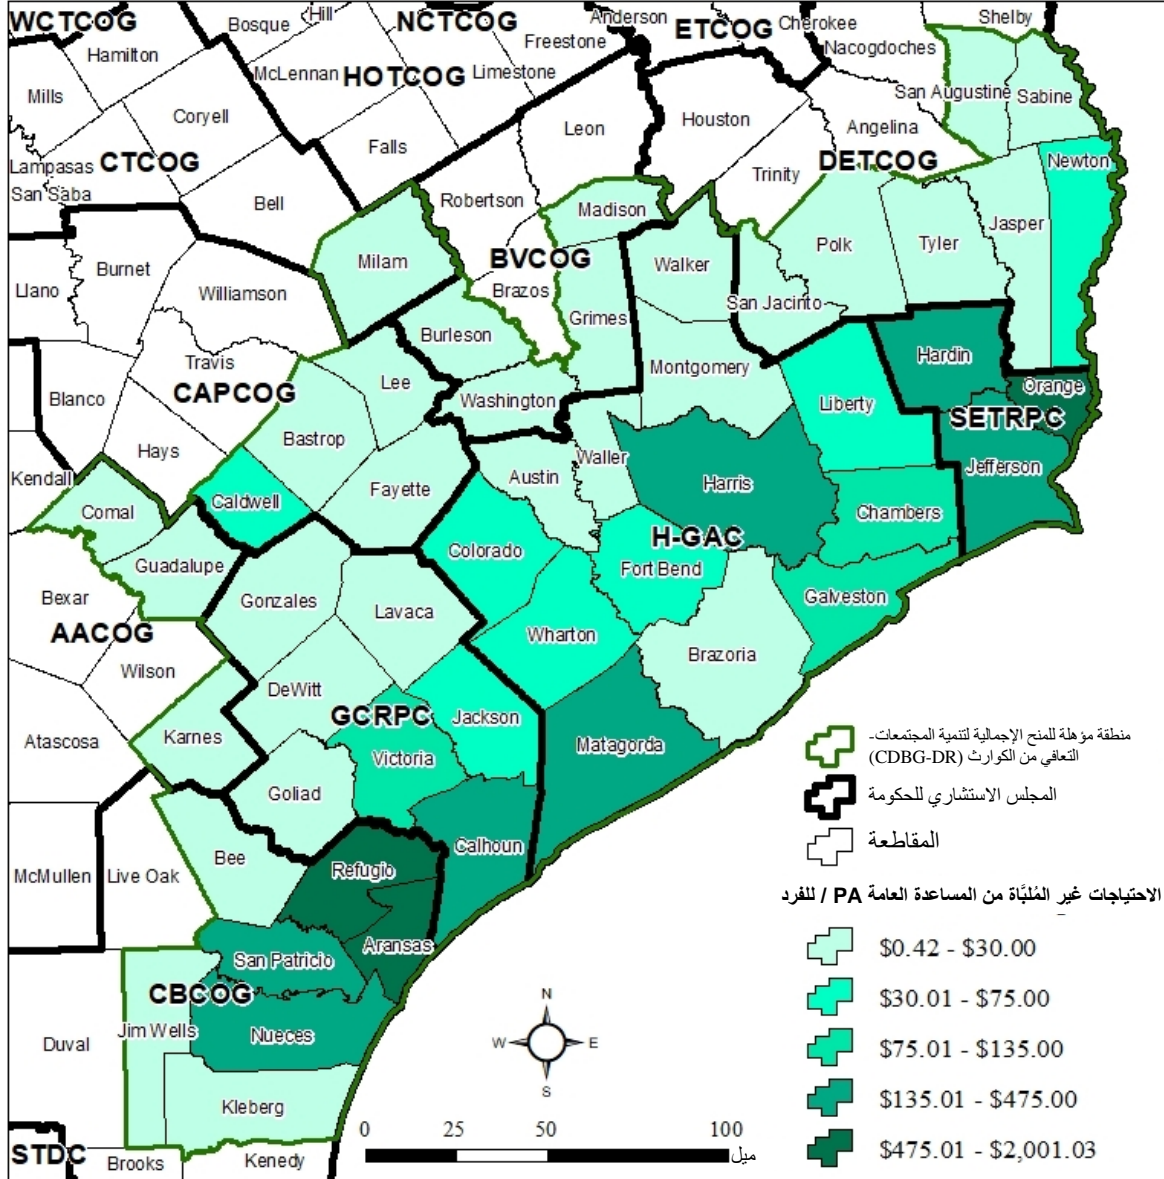 WCTCOG
Bosque
Hill
NCTCOG
Anderson
ETCOG
Cherokee
Shelby
Hamilton
Freestone
Nacogdoches
McLennan
HOTCOG
Limestone
Mills
San Augustine
Sabine
Coryell
Leon
Houston
Angelina
Falls
Lampasas
CTCOG
DETCOG
Newton
San Saba
Bell
Robertson
Trinity
Madison
Jasper
Milam
BVCOG
Walker
Polk
Tyler
Burnet
Llano
Williamson
Brazos
San Jacinto
Grimes
Burleson
Travis
Lee
Montgomery
Hardin
CAPCOG
Orange
Blanco
Washington
Liberty
SETRPC
Bastrop
Hays
Waller
Jefferson
Kendall
Austin
Harris
Fayette
Caldwell
Comal
Chambers
H-GAC
Colorado
Guadalupe
Fort Bend
Bexar
Gonzales
Lavaca
Galveston
AACOG
Wharton
Brazoria
Wilson
DeWitt
GCRPC
Jackson
Karnes
Atascosa
Victoria
Matagorda
Goliad
Calhoun
Bee
Refugio
McMullen
Live Oak
Aransas
San Patricio
CBCOG
Jim Wells
Nueces
Duval
Kleberg
STDC
Brooks
Kenedy
منطقة مؤهلة للمنح الإجمالية لتنمية المجتمعات-
التعافي من الكوارث (CDBG-DR)
المجلس الاستشاري للحكومة
المقاطعة
الاحتياجات غير المُلبَّاة من المساعدة العامة PA / للفرد
$0.42 - $30.00
$30.01 - $75.00
$75.01 - $135.00
$135.01 - $475.00
$475.01 - $2,001.03
N
W E
S
0 25 50 100
ميل